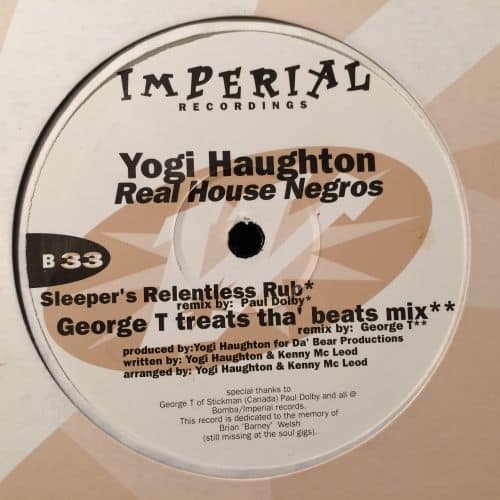 IMPERIAL
RECORDINGS
Yogi Haughton
Real House Negros
B 33
Sleeper's Relentless Rub*
remix by: Paul Dolby*
George T treats tha' beats mix**
remix by: George T**
produced by:Yogi Haughton for Da' Bear Productions
written by: Yogi Haughton & Kenny Mc Leod
arranged by: Yogi Haughton & Kenny Mc Leod
special thanks to
George T of Stickman (Canada) Paul Dolby and all @
Bomba/Imperial records.
This record is dedicated to the memory of
Brian 'Barney' Welsh
(still missing at the soul gigs).